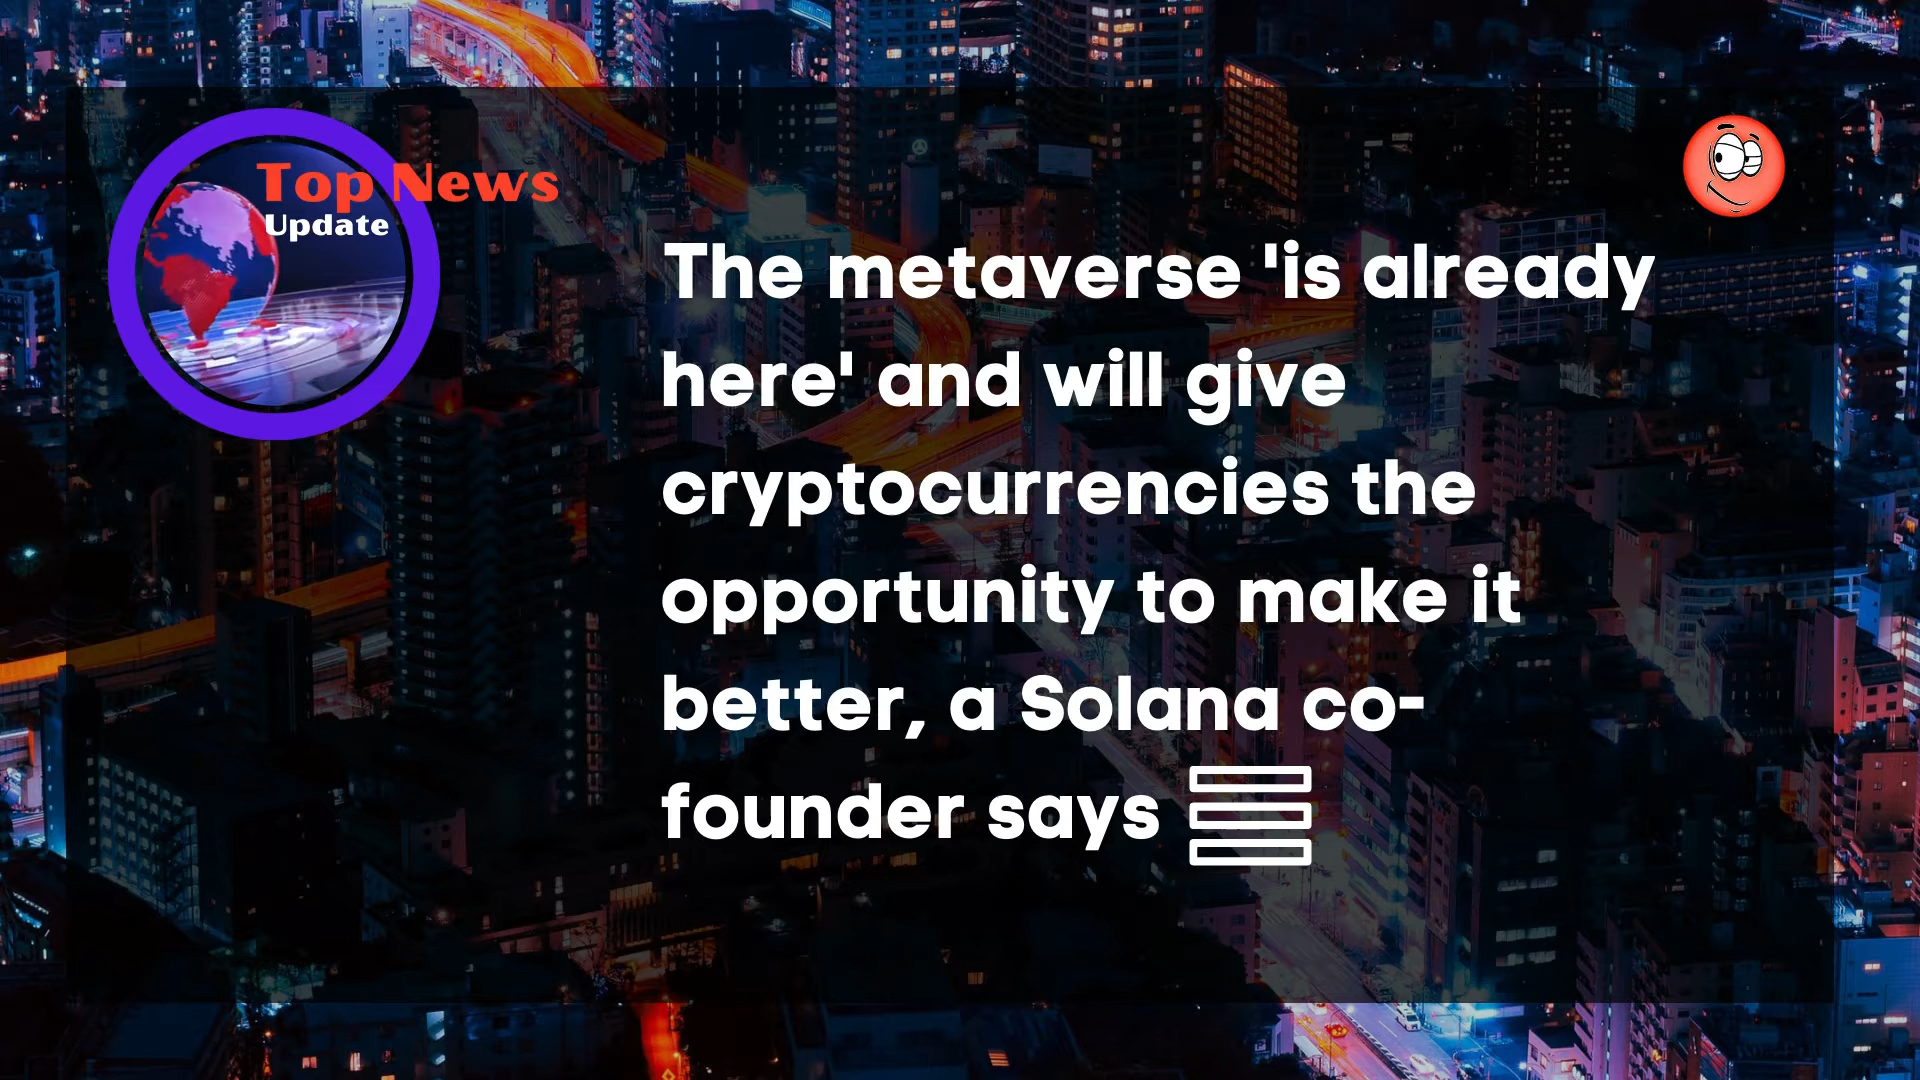 Top News
Update
The metaverse 'is already
here' and will give
cryptocurrencies the
opportunity to make it
better, a Solana co-
founder says